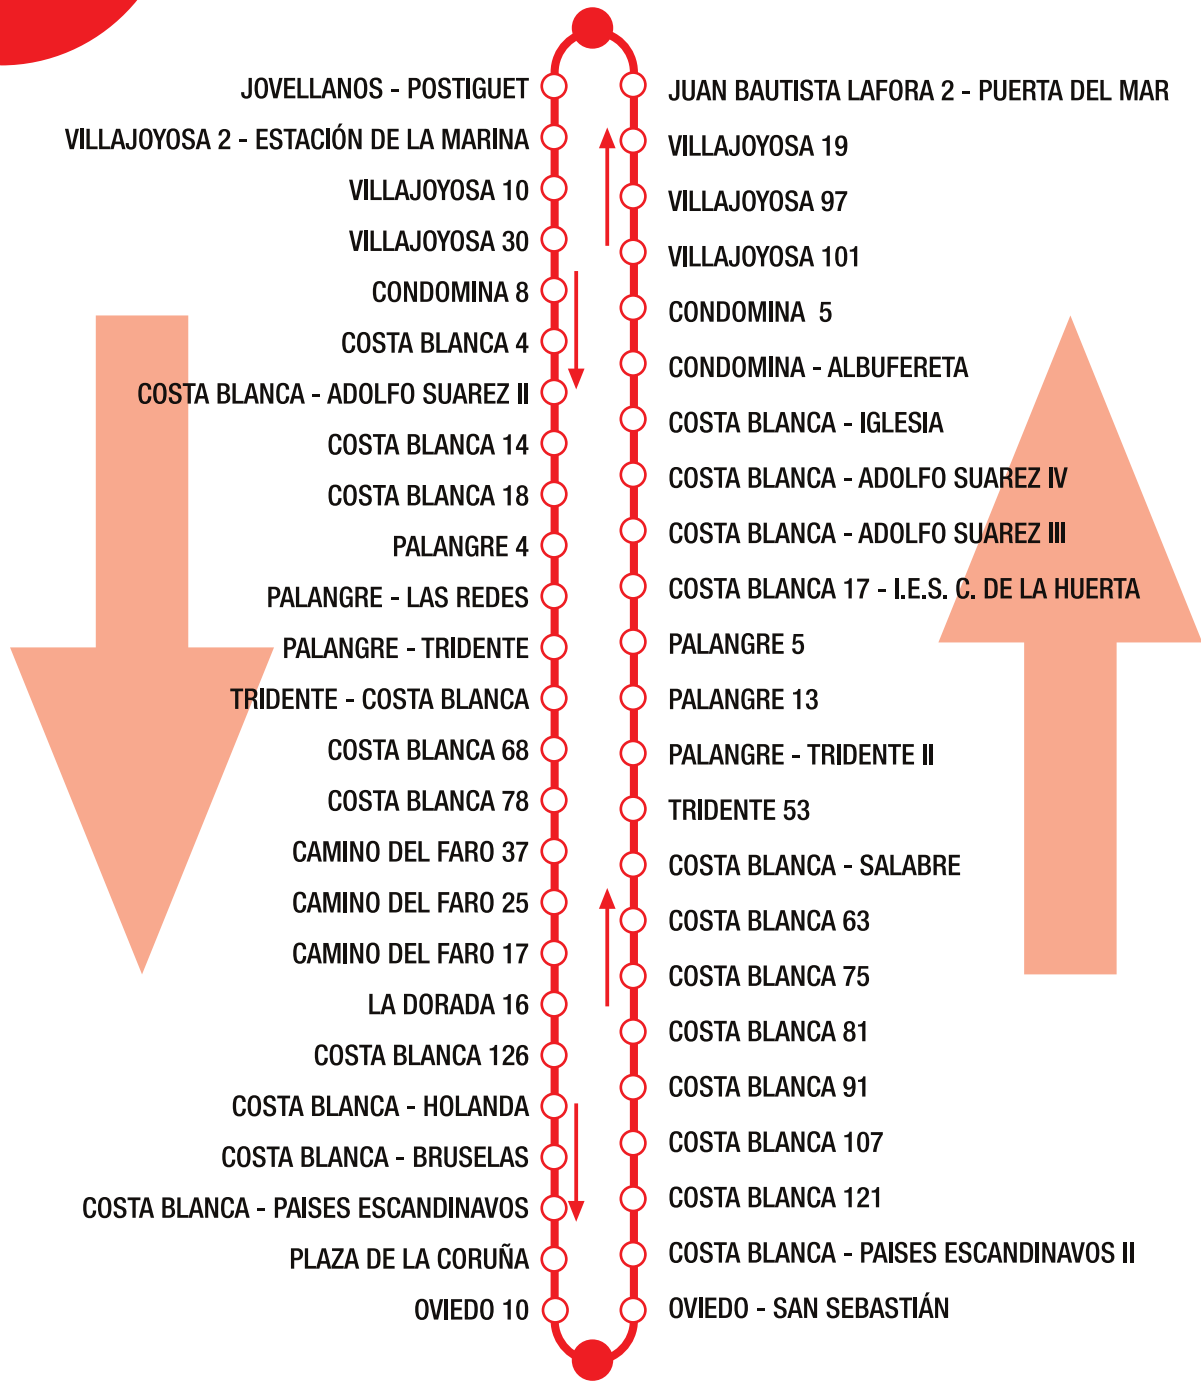 JOVELLANOS - POSTIGUET
VILLAJOYOSA 2 - ESTACIÓN DE LA MARINA
VILLAJOYOSA 10
VILLAJOYOSA 30
CONDOMINA 8
COSTA BLANCA 4
COSTA BLANCA - ADOLFO SUAREZ II
COSTA BLANCA 14
COSTA BLANCA 18
PALANGRE 4
PALANGRE - LAS REDES
PALANGRE - TRIDENTE
TRIDENTE - COSTA BLANCA
COSTA BLANCA 68
COSTA BLANCA 78
CAMINO DEL FARO 37
CAMINO DEL FARO 25
CAMINO DEL FARO 17
LA DORADA 16
COSTA BLANCA 126
COSTA BLANCA - HOLANDA
COSTA BLANCA - BRUSELAS
COSTA BLANCA - PAISES ESCANDINAVOS
PLAZA DE LA CORUÑA
OVIEDO 10
JUAN BAUTISTA LAFORA 2 - PUERTA DEL MAR
VILLAJOYOSA 19
VILLAJOYOSA 97
VILLAJOYOSA 101
CONDOMINA 5
CONDOMINA - ALBUFERETA
COSTA BLANCA - IGLESIA
COSTA BLANCA - ADOLFO SUAREZ IV
COSTA BLANCA - ADOLFO SUAREZ III
COSTA BLANCA 17 - I.E.S. C. DE LA HUERTA
PALANGRE 5
PALANGRE 13
PALANGRE - TRIDENTE II
TRIDENTE 53
COSTA BLANCA - SALABRE
COSTA BLANCA 63
COSTA BLANCA 75
COSTA BLANCA 81
COSTA BLANCA 91
COSTA BLANCA 107
COSTA BLANCA 121
COSTA BLANCA - PAISES ESCANDINAVOS II
OVIEDO - SAN SEBASTIÁN